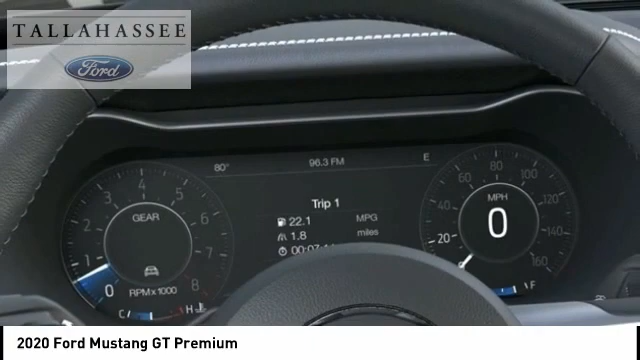 TALLAHASSEE
Ford
80°
96.3 FM
E
Trip 1
22.1 MPG
1.8 miles
GEAR
0 1 2 3 4 5 6 7 8
RPMx1000
C H
MPH
0
20 40 60 80 100 120 140 160
F
2020 Ford Mustang GT Premium